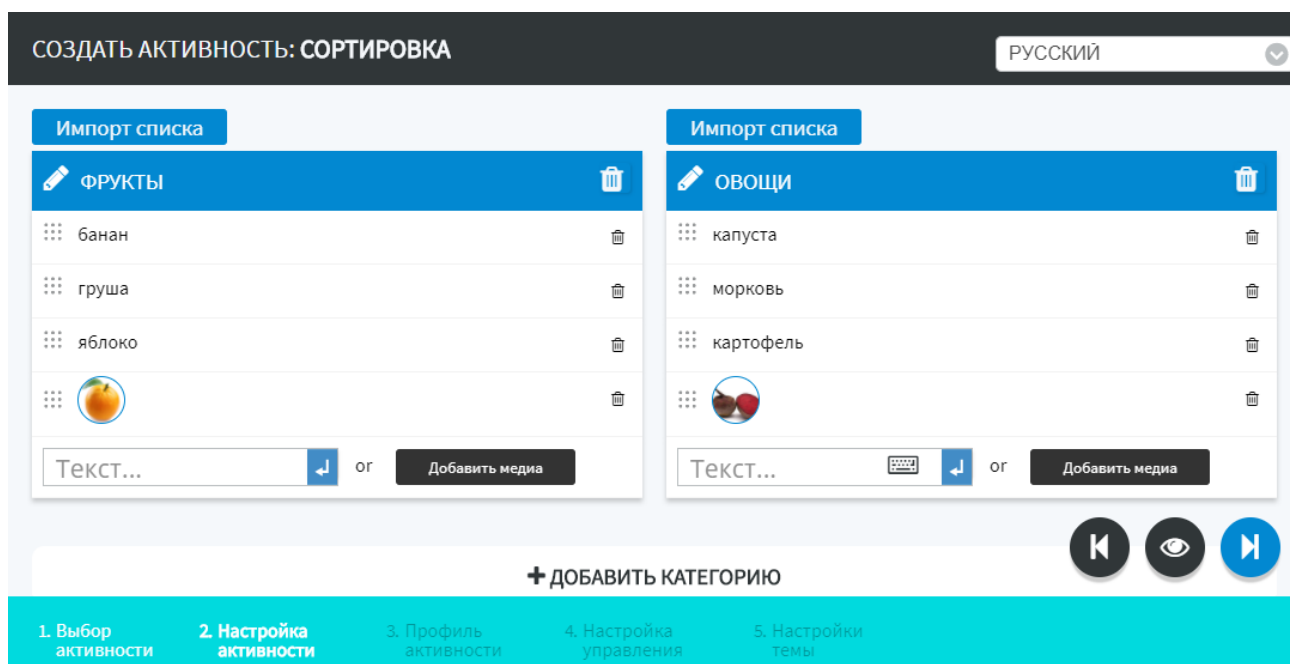 СОЗДАТЬ АКТИВНОСТЬ: СОРТИРОВКА
РУССКИЙ
Импорт списка
ФРУКТЫ
банан
груша
яблоко
Текст...
or
Добавить медиа
Импорт списка
ОВОЩИ
капуста
морковь
картофель
Текст...
or
Добавить медиа
ДОБАВИТЬ КАТЕГОРИЮ
1. Выбор
активности
2. Настройка
активности
3. Профиль
активности
4. Настройка
управления
5. Настройки
темы